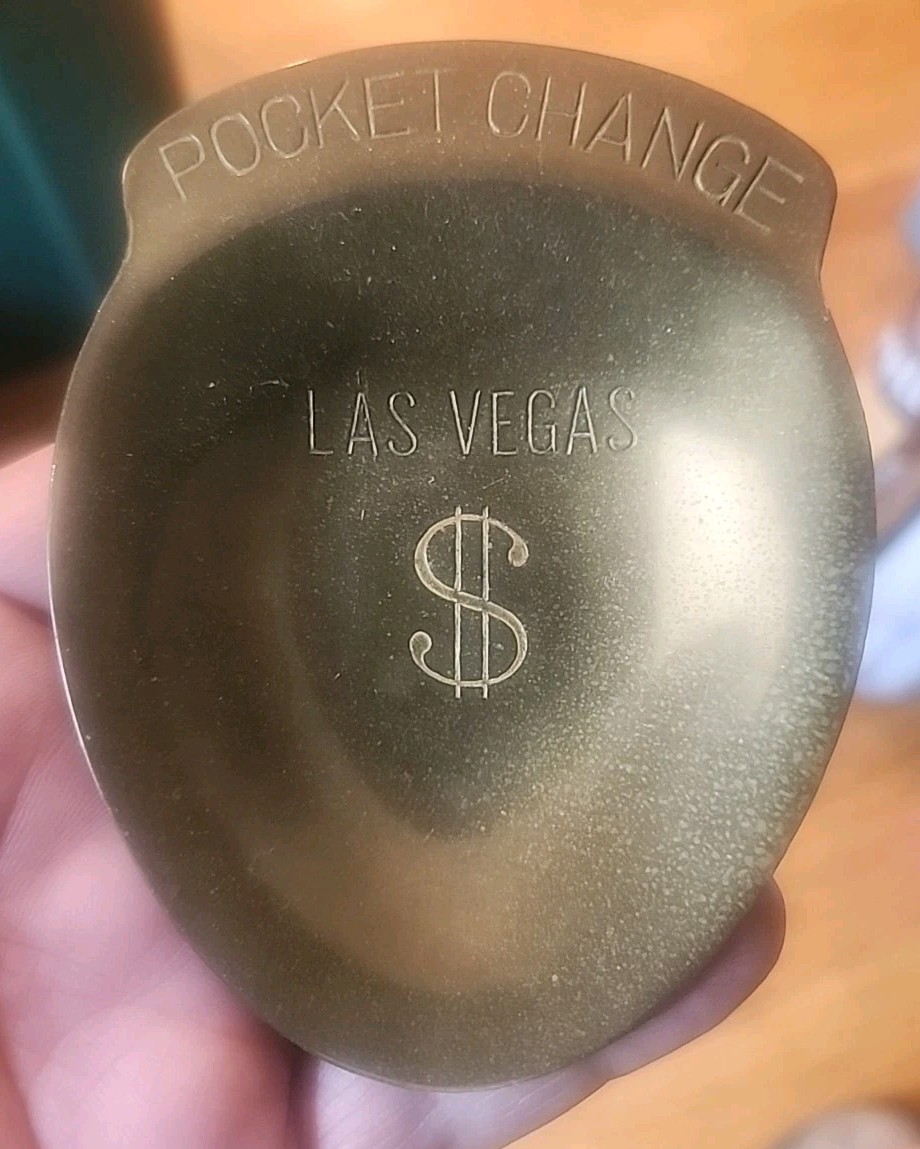 POCKET CHANGE
LAS VEGAS
$